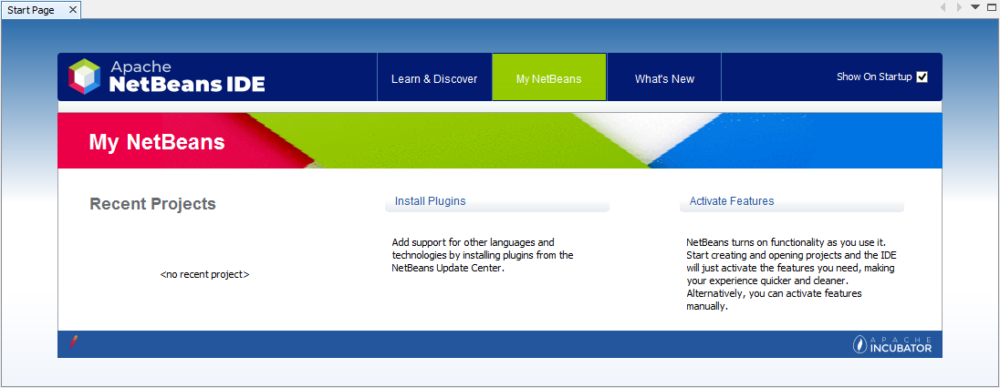 Start Page
Apache
NetBeans IDE
Learn & Discover
My NetBeans
What's New
Show On Startup
My NetBeans
Recent Projects
<no recent project>
Install Plugins
Add support for other languages and
technologies by installing plugins from the
NetBeans Update Center.
Activate Features
NetBeans turns on functionality as you use it.
Start creating and opening projects and the IDE
will just activate the features you need, making
your experience quicker and cleaner.
Alternatively, you can activate features
manually.
APACHE
INCUBATOR